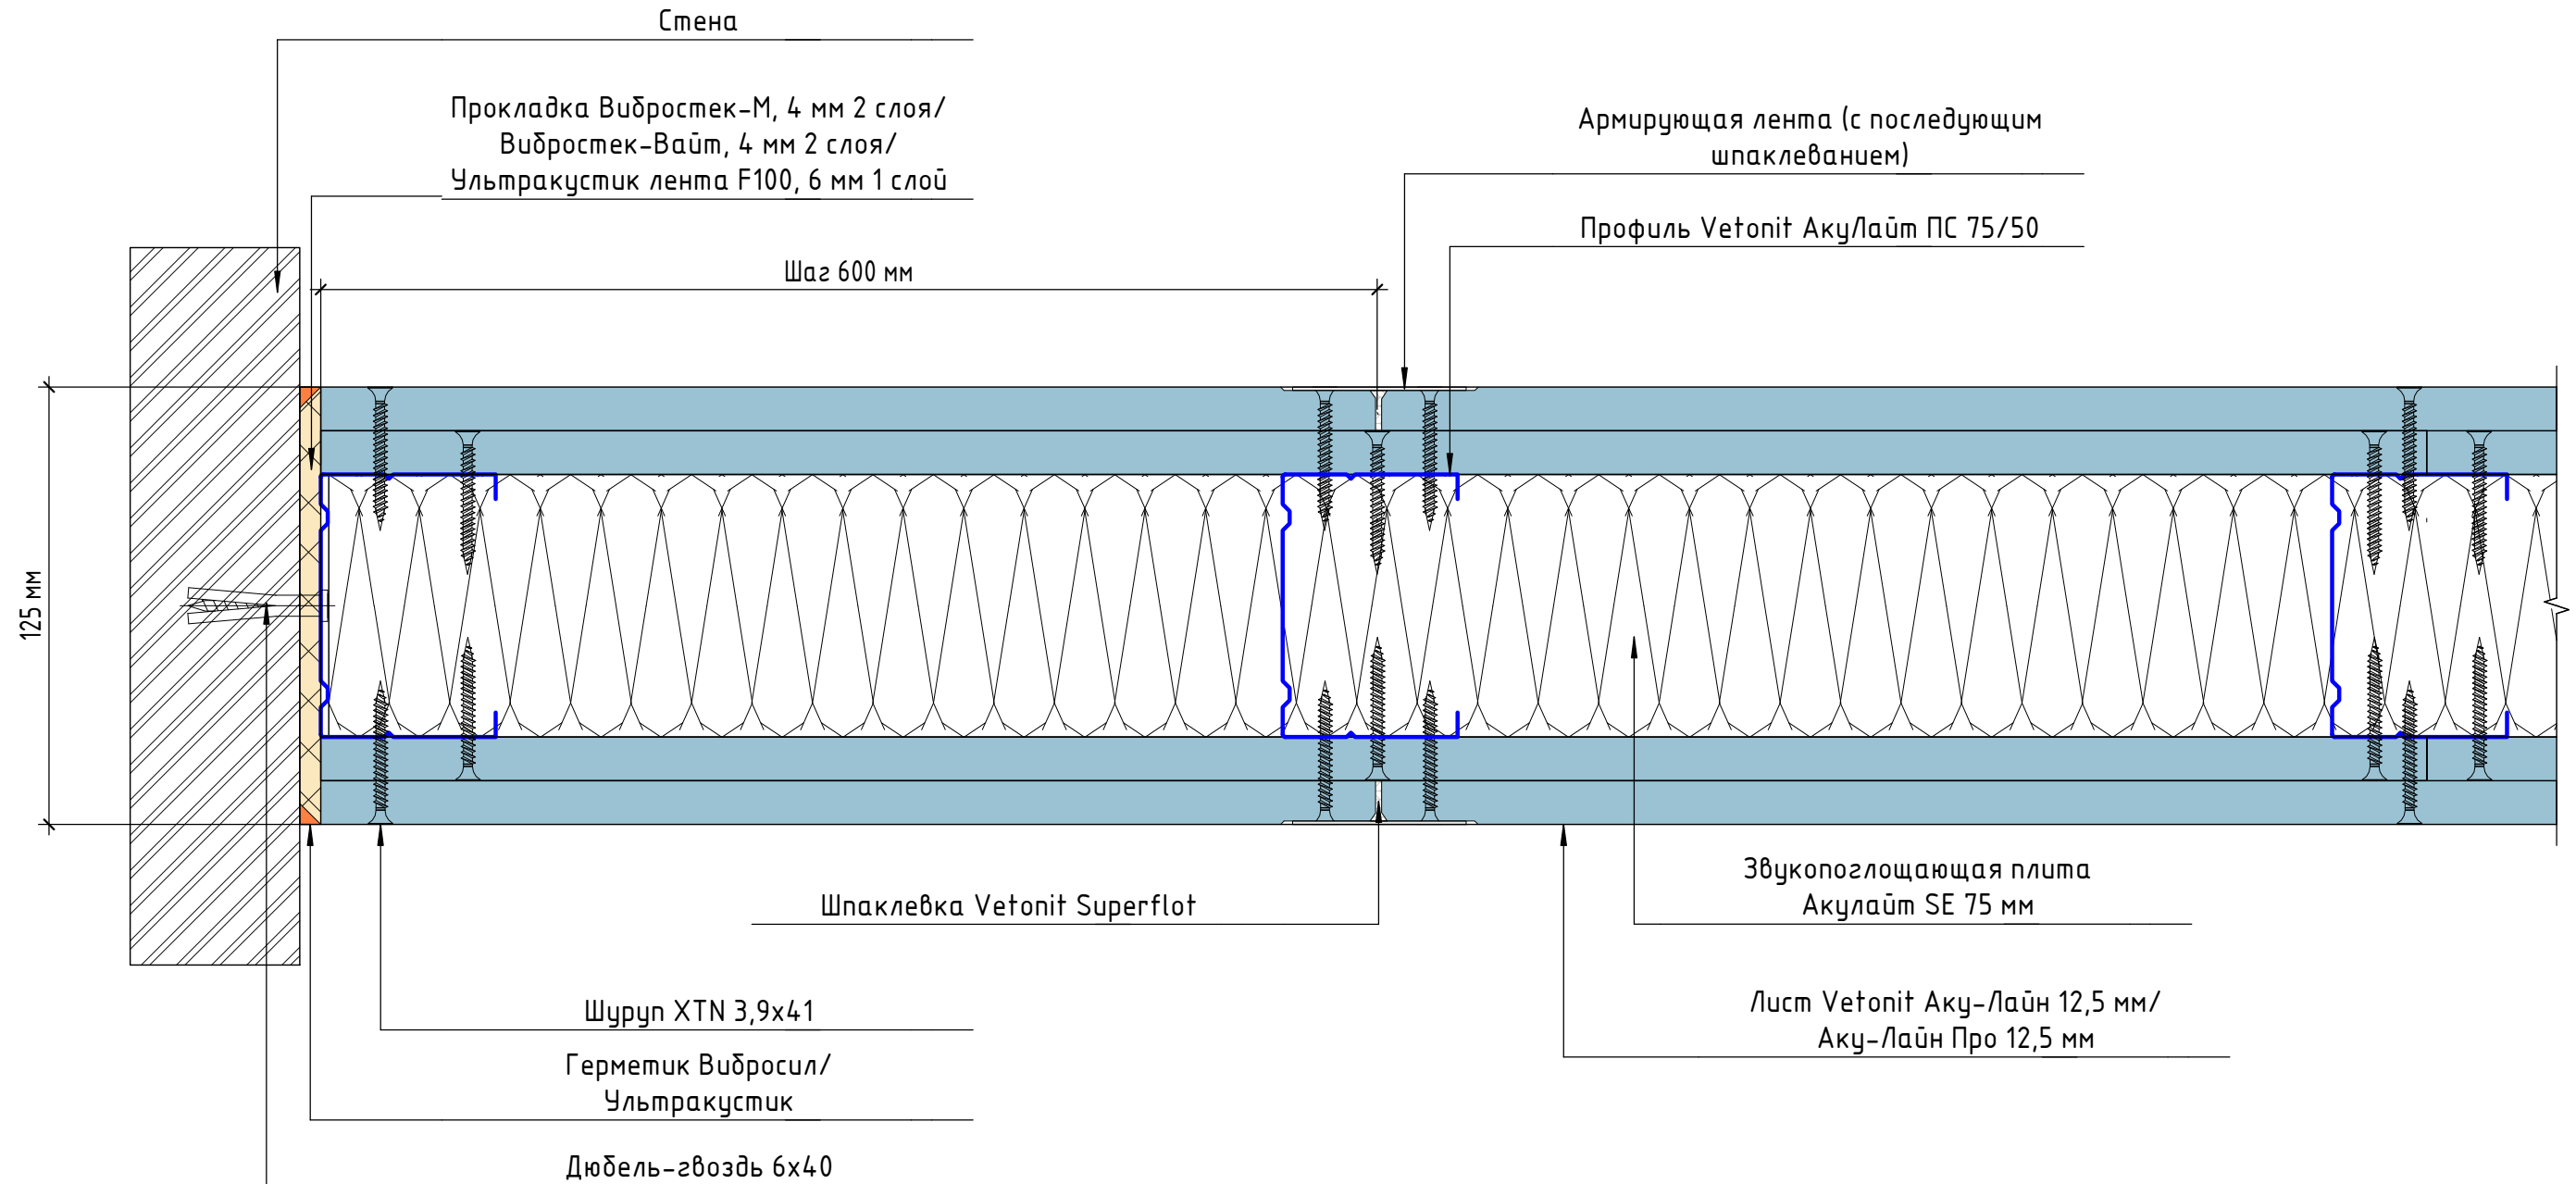 Стена
Прокладка Вибростек-М, 4 мм 2 слоя/
Вибростек-Вайт, 4 мм 2 слоя/
Ультракустик лента F100, 6 мм 1 слой
Армирующая лента (с последующим
шпаклеванием)
Профиль Vetonit АкуЛайт ПС 75/50
Шаг 600 мм
125 мм
Звукопоглощающая плита
Акулайт SE 75 мм
Шпаклевка Vetonit Superflot
Лист Vetonit Аку-Лайн 12,5 мм/
Аку-Лайн Про 12,5 мм
Шуруп XTN 3,9x41
Герметик Вибросил/
Ультракустик
Дюбель-гвоздь 6x40